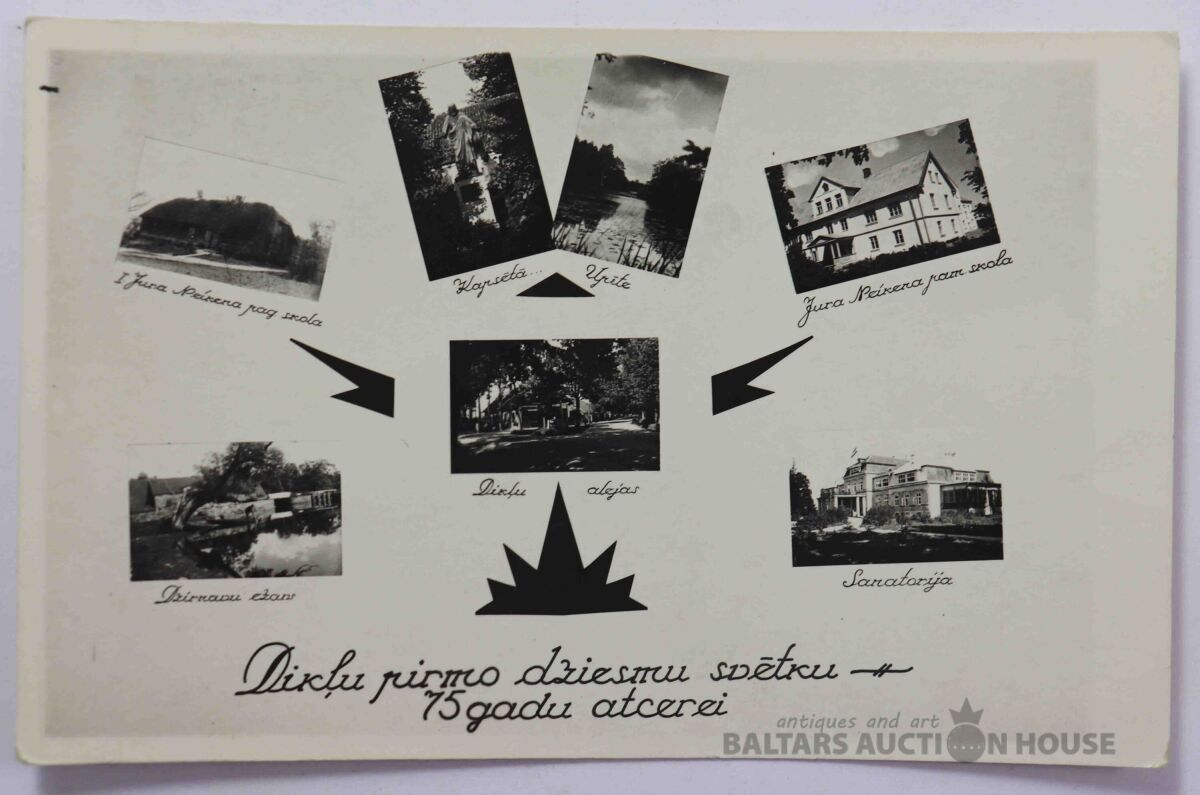 Kapsētā...
Upīte
I Jura Neikena pag skola
Jura Neikena pam. skola
Dikļu alejas
Dzirnavu ezars
Sanatorija
Dikļu pirmo dziesmu svētku
75 gadu atcerei
antiques and art
BALTARS AUCTION HOUSE